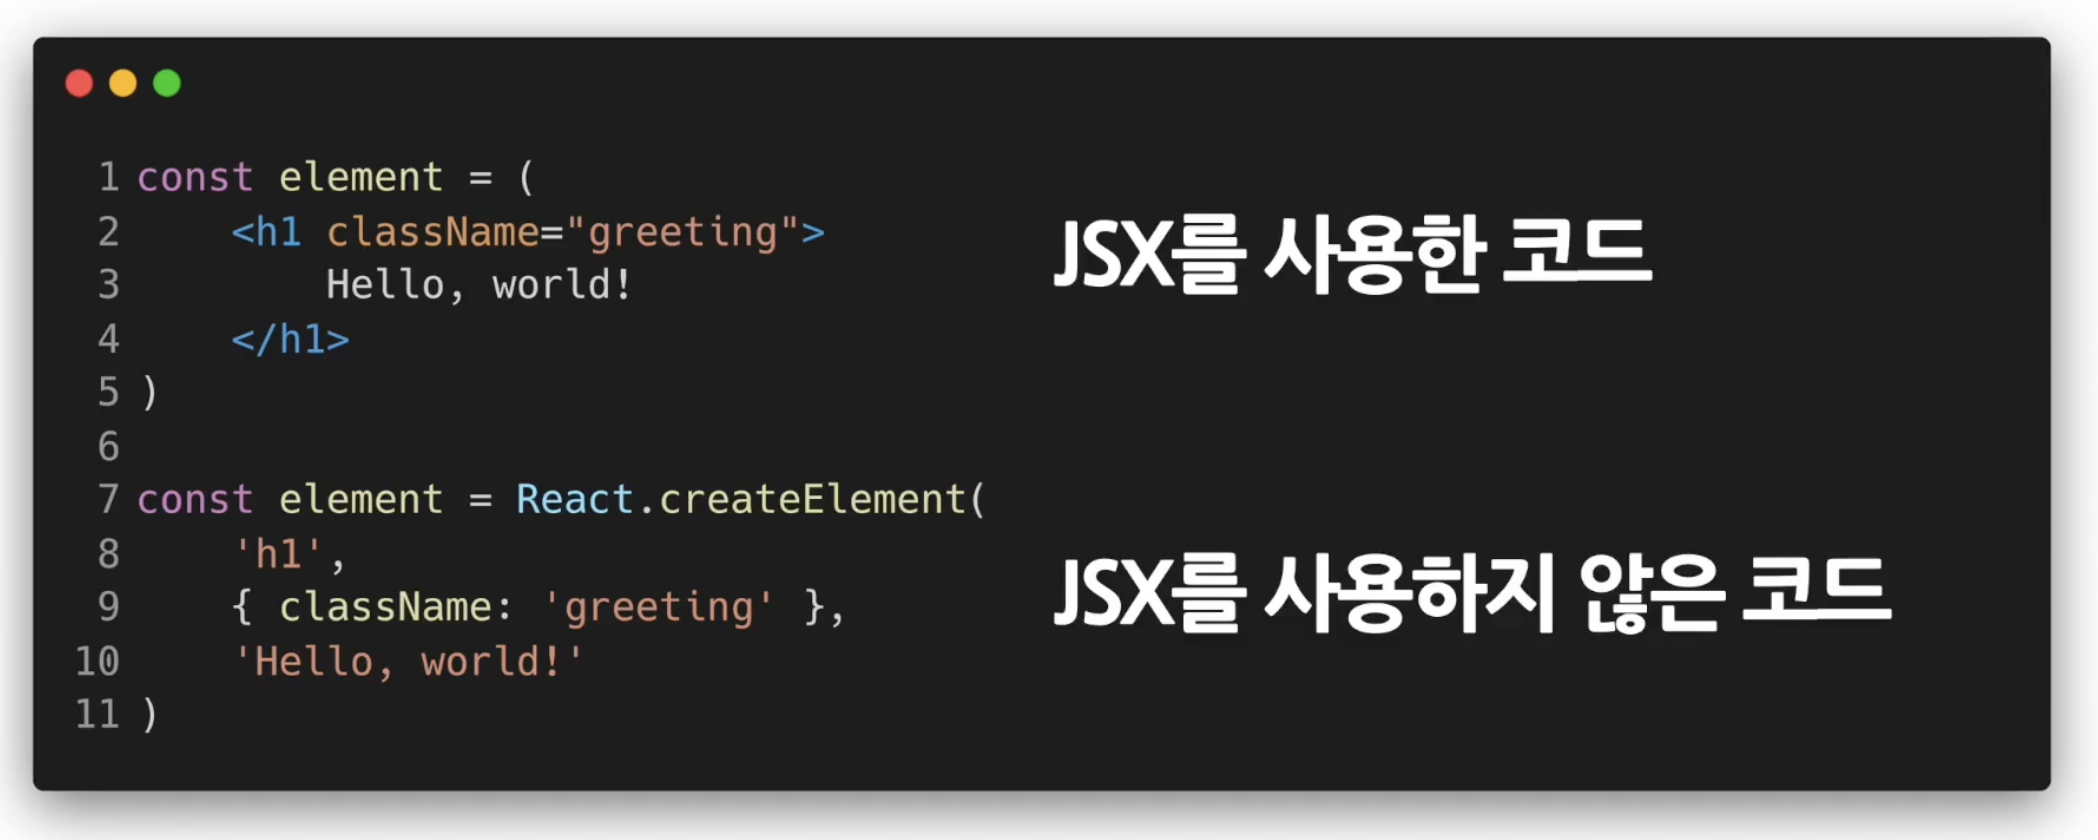 1 const element = (
2     <h1 className="greeting">
3         Hello, world!
4     </h1>
5 )
6
JSX를 사용한 코드
7 const element = React.createElement(
8     'h1',
9     { className: 'greeting' },
10     'Hello, world!'
11 )
JSX를 사용하지 않은 코드